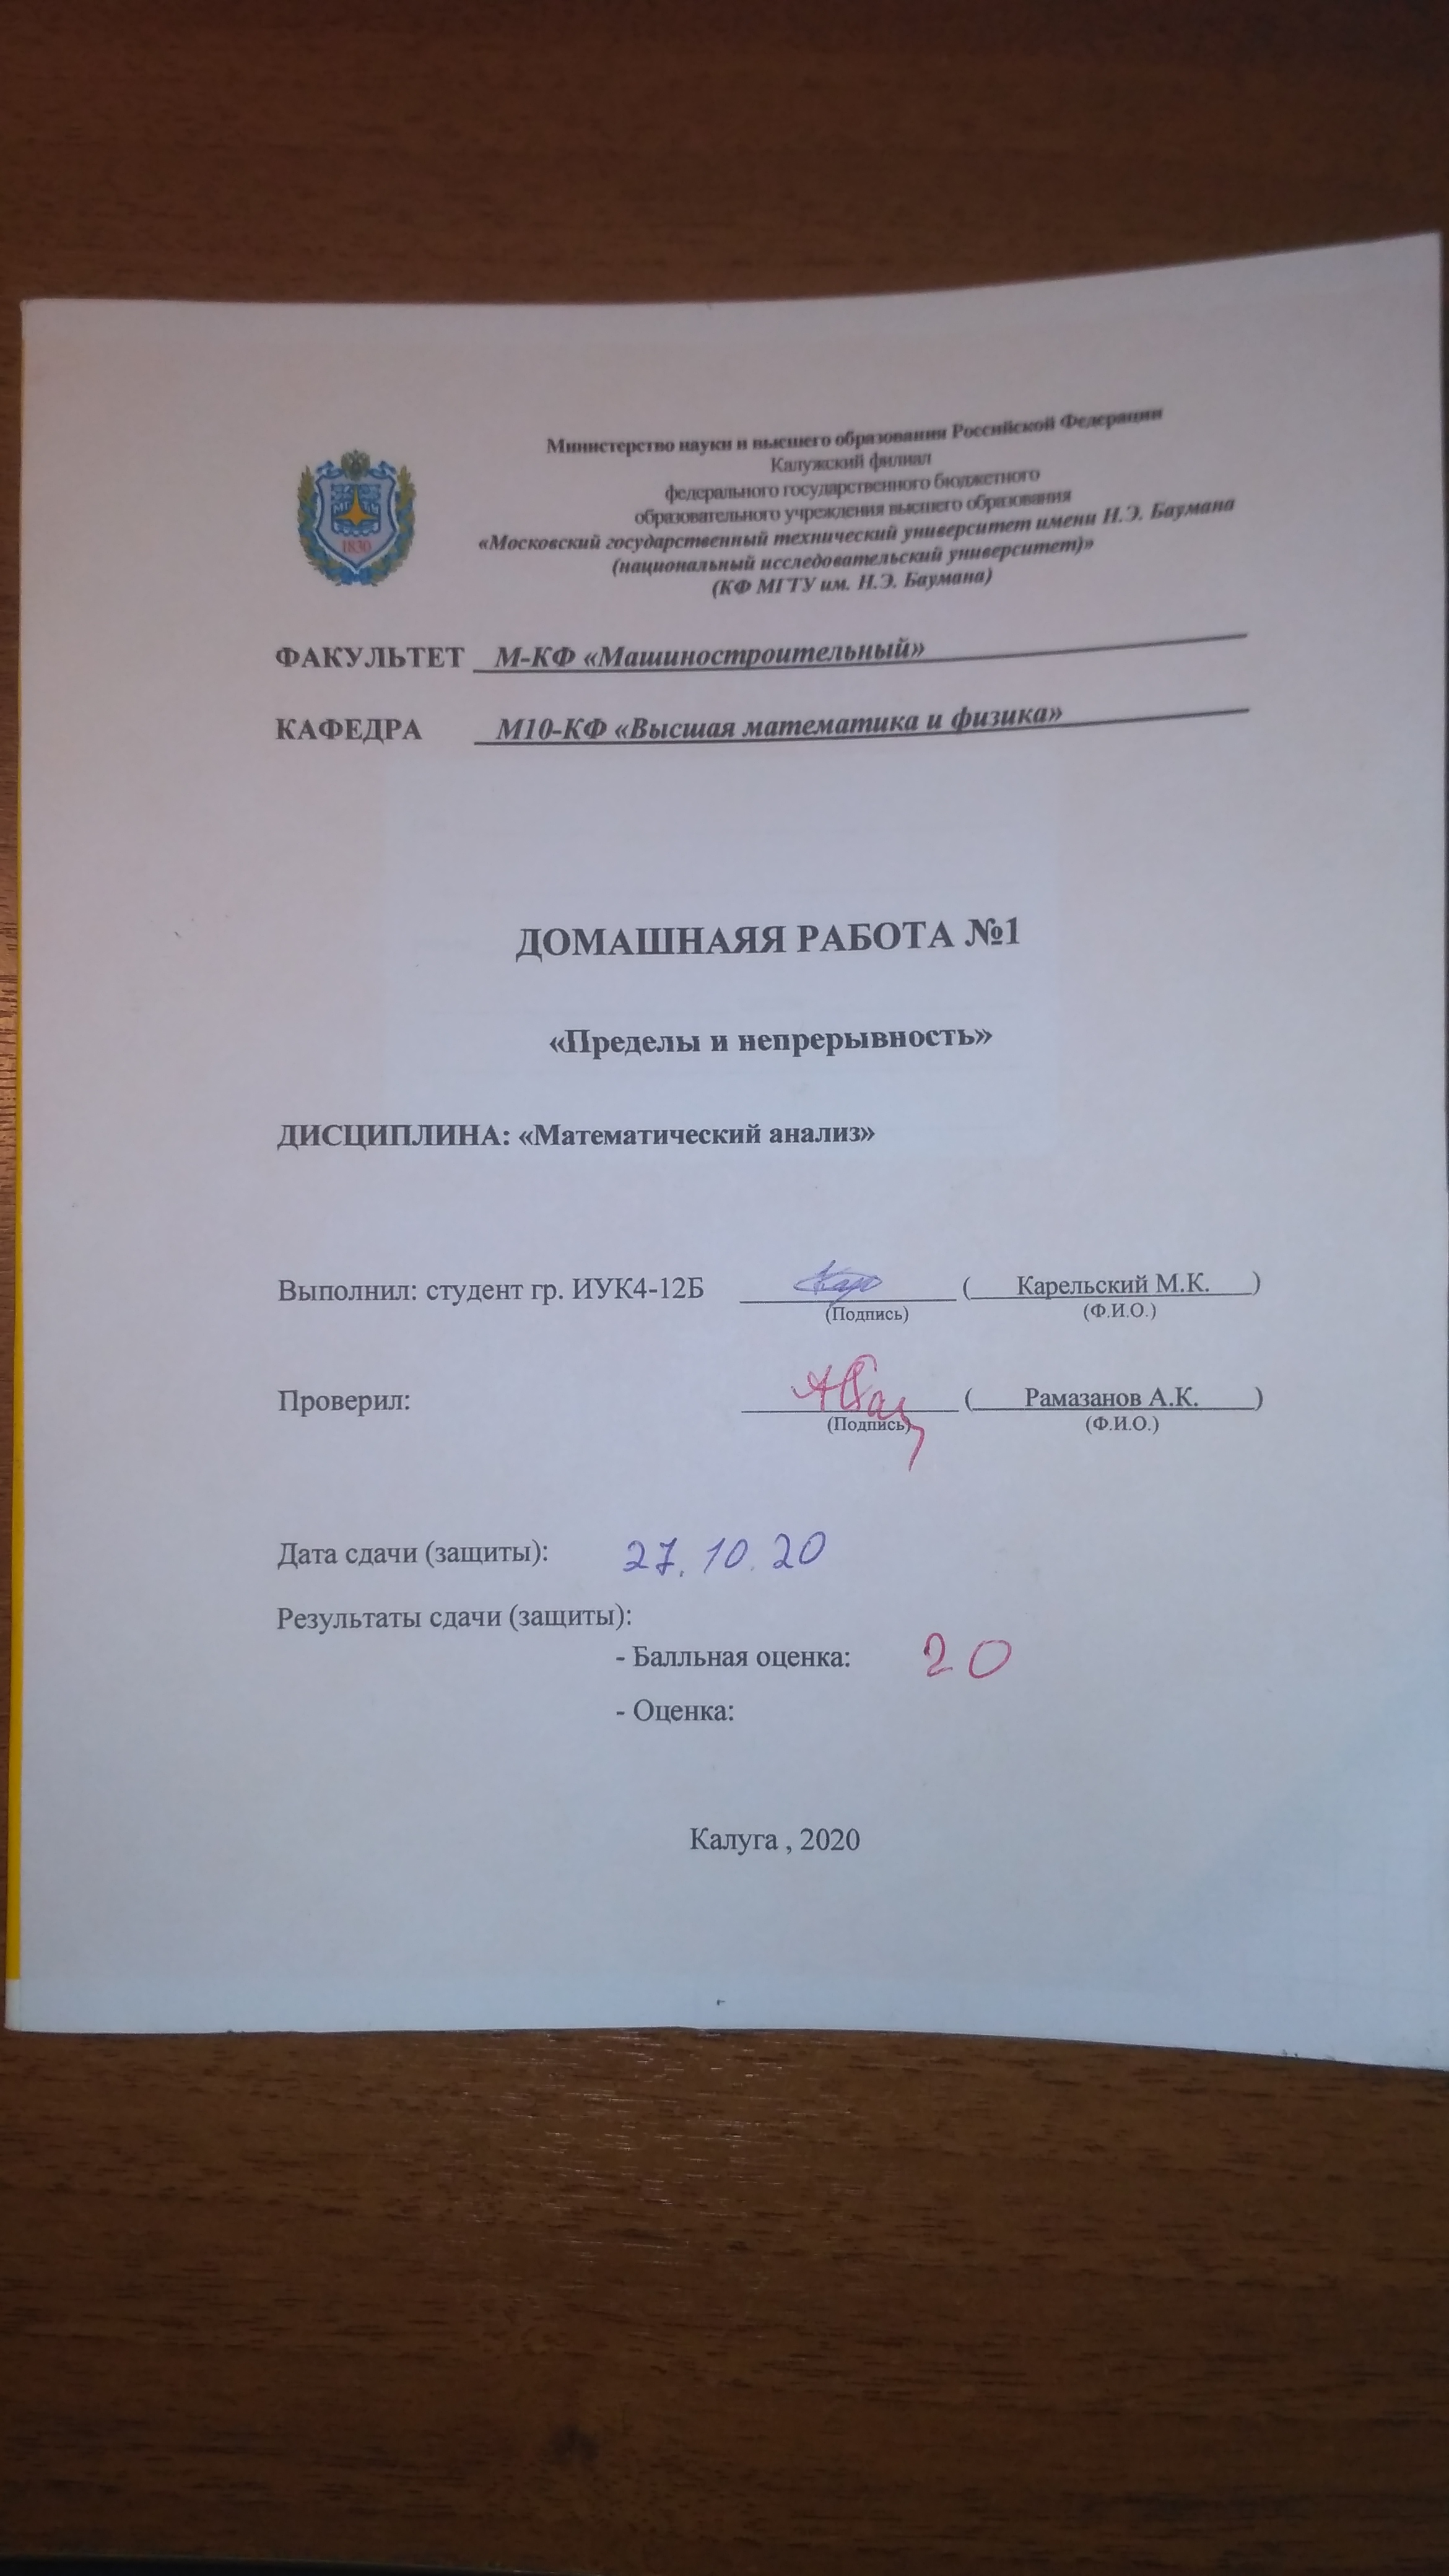 Министерство науки и высшего образования Российской Федерации
Калужский филиал
федерального государственного бюджетного
образовательного учреждения высшего образования
«Московский государственный технический университет имени Н.Э. Баумана
(национальный исследовательский университет)»
(КФ МГТУ им. Н.Э. Баумана)
МГТУ
1830
ФАКУЛЬТЕТ М-КФ «Машиностроительный»
КАФЕДРА М10-КФ «Высшая математика и физика»
ДОМАШНАЯЯ РАБОТА №1
«Пределы и непрерывность»
ДИСЦИПЛИНА: «Математический анализ»
Выполнил: студент гр. ИУК4-12Б ( Карельский М.К. )
(Подпись) (Ф.И.О.)
Проверил: ( Рамазанов А.К. )
(Подпись) (Ф.И.О.)
Дата сдачи (защиты): 27.10.20
Результаты сдачи (защиты):
- Балльная оценка: 20
- Оценка:
Калуга , 2020